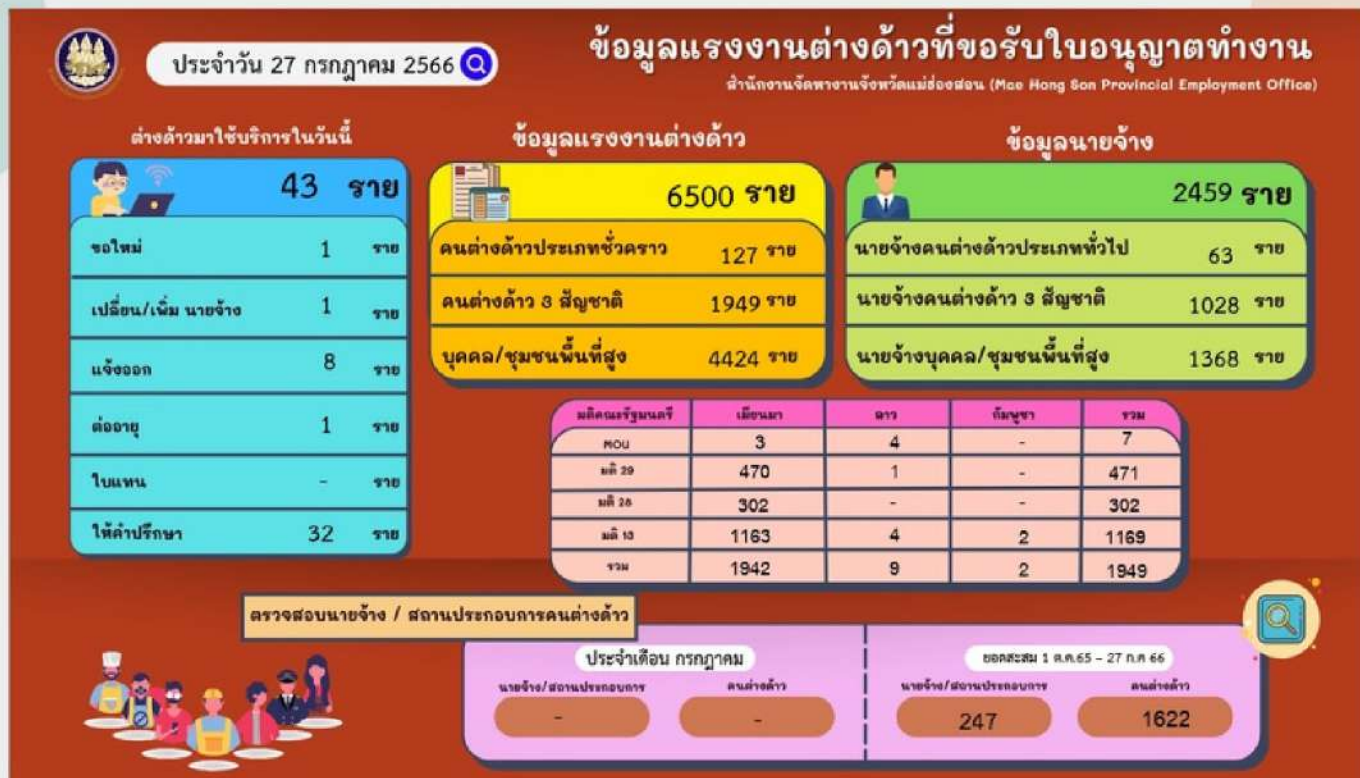 ประจำวัน 27 กรกฎาคม 2566
ข้อมูลแรงงานต่างด้าวที่ขอรับใบอนุญาตทำงาน
สำนักงานจัดหางานจังหวัดแม่ฮ่องสอน (Mae Hong Son Provincial Employment Office)
ต่างด้าวมาใช้บริการในวันนี้
43 ราย
ขอใหม่ 1 ราย
เปลี่ยน/เพิ่ม นายจ้าง 1 ราย
แจ้งออก 8 ราย
ต่ออายุ 1 ราย
ใบแทน - ราย
ให้คำปรึกษา 32 ราย
ข้อมูลแรงงานต่างด้าว
6500 ราย
คนต่างด้าวประเภทชั่วคราว 127 ราย
คนต่างด้าว 3 สัญชาติ 1949 ราย
บุคคล/ชุมชนพื้นที่สูง 4424 ราย
ข้อมูลนายจ้าง
2459 ราย
นายจ้างคนต่างด้าวประเภททั่วไป 63 ราย
นายจ้างคนต่างด้าว 3 สัญชาติ 1028 ราย
นายจ้างบุคคล/ชุมชนพื้นที่สูง 1368 ราย
มติคณะรัฐมนตรี เมียนมา ลาว กัมพูชา รวม
MOU 3 4 - 7
มติ 29 470 1 - 471
มติ 28 302 - - 302
มติ 13 1163 4 2 1169
รวม 1942 9 2 1949
ตรวจสอบนายจ้าง / สถานประกอบการคนต่างด้าว
ประจำเดือน กรกฎาคม
นายจ้าง/สถานประกอบการ คนต่างด้าว
- -
ยอดสะสม 1 ต.ค.65 - 27 ก.ค 66
นายจ้าง/สถานประกอบการ คนต่างด้าว
247 1622